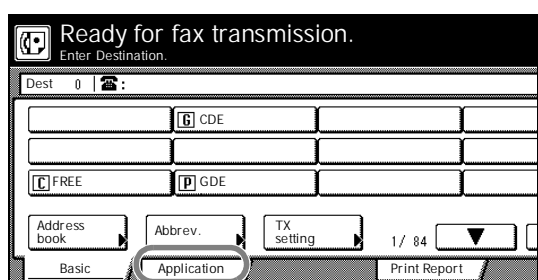 Ready for fax transmission.
Enter Destination.
Dest 0 ☎:
G CDE
C FREE P GDE
Address Abbrev. TX
book setting 1/ 84 ▼
Basic Application Print Report